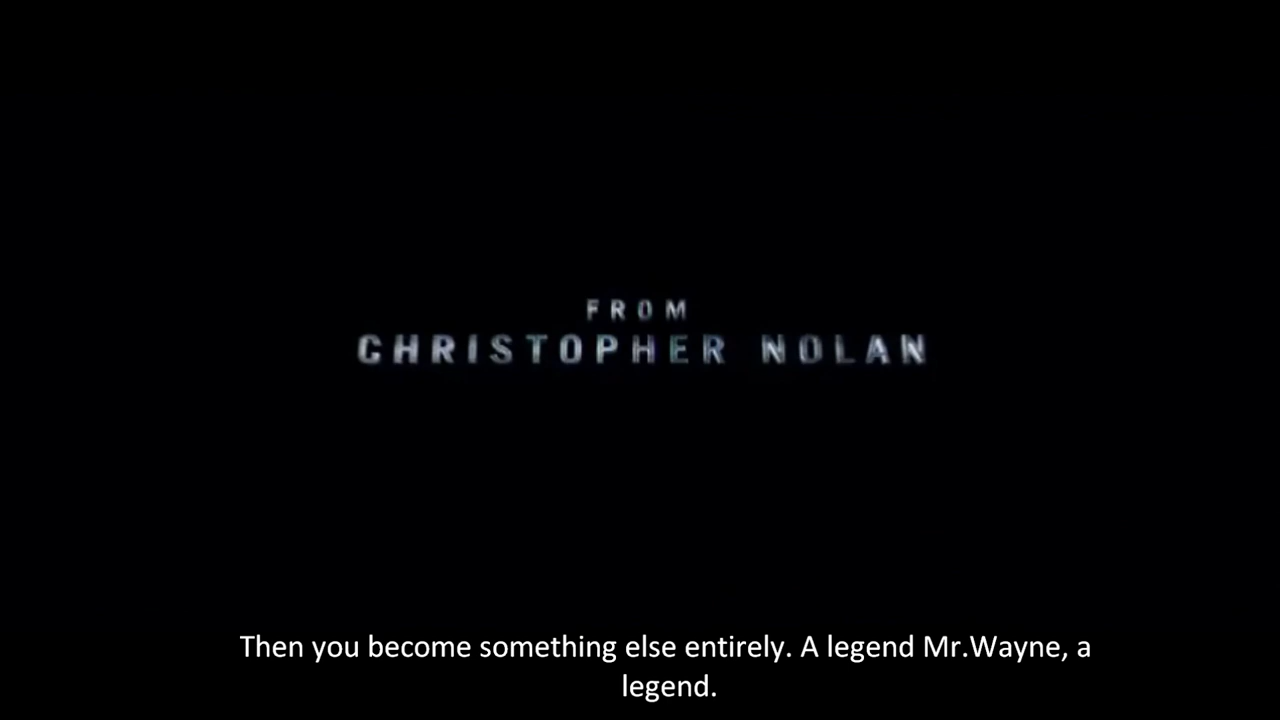 FROM
CHRISTOPHER NOLAN
Then you become something else entirely. A legend Mr.Wayne, a
legend.